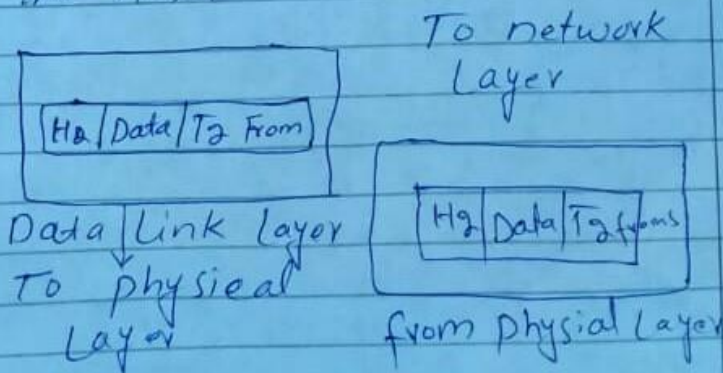 To network
Layer
H2 Data T2 From
Data Link Layer
To physical
Layer
H2 Data T2 froms
from physial Layer